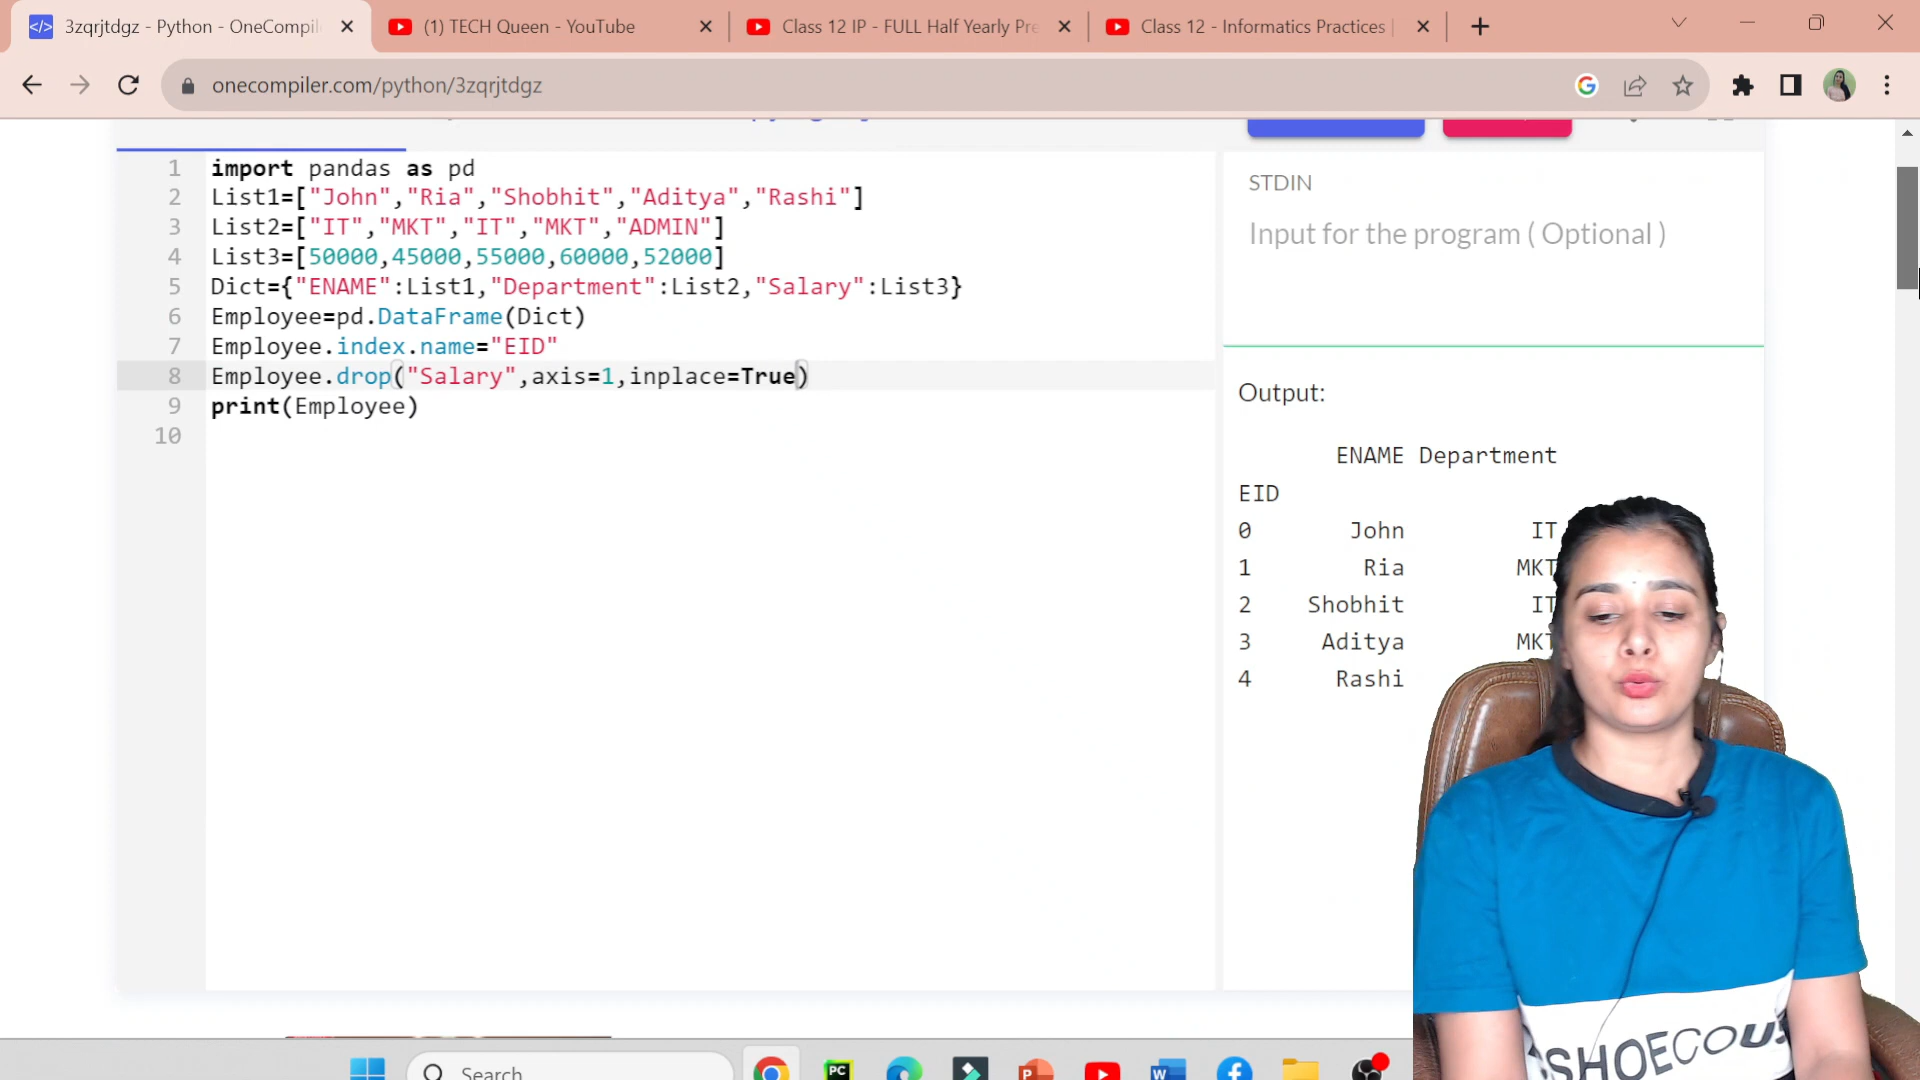 3zqrjtdgz - Python - OneCompil
(1) TECH Queen - YouTube
Class 12 IP - FULL Half Yearly Pre
Class 12 - Informatics Practices |
onecompiler.com/python/3zqrjtdgz
1 import pandas as pd
2 List1=["John","Ria","Shobhit","Aditya","Rashi"]
3 List2=["IT","MKT","IT","MKT","ADMIN"]
4 List3=[50000,45000,55000,60000,52000]
5 Dict={"ENAME":List1,"Department":List2,"Salary":List3}
6 Employee=pd.DataFrame(Dict)
7 Employee.index.name="EID"
8 Employee.drop("Salary",axis=1,inplace=True)
9 print(Employee)
10
STDIN
Input for the program ( Optional )
Output:
ENAME Department
EID
0 John IT
1 Ria MKT
2 Shobhit IT
3 Aditya MKT
4 Rashi
SHOECOUS
Search
PC
P
W